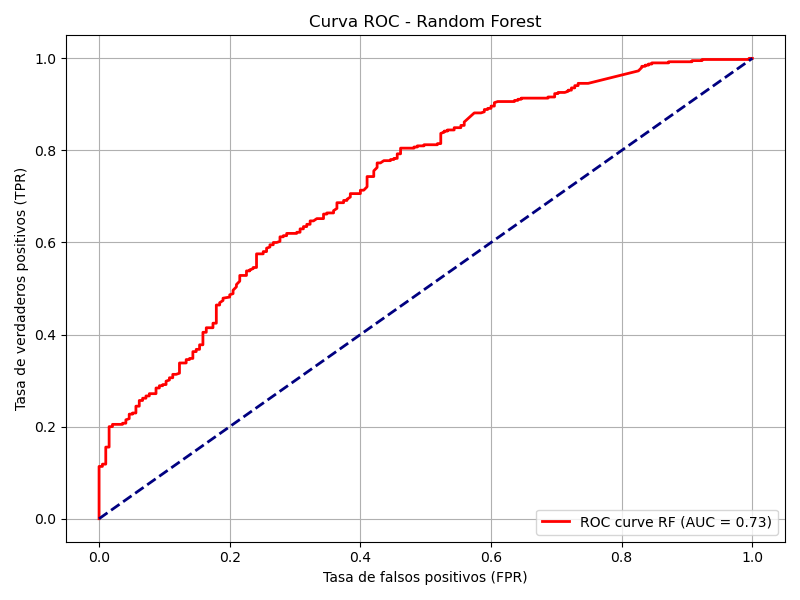 Curva ROC - Random Forest
Tasa de verdaderos positivos (TPR)
1.0
0.8
0.6
0.4
0.2
0.0
0.0 0.2 0.4 0.6 0.8 1.0
Tasa de falsos positivos (FPR)
ROC curve RF (AUC = 0.73)